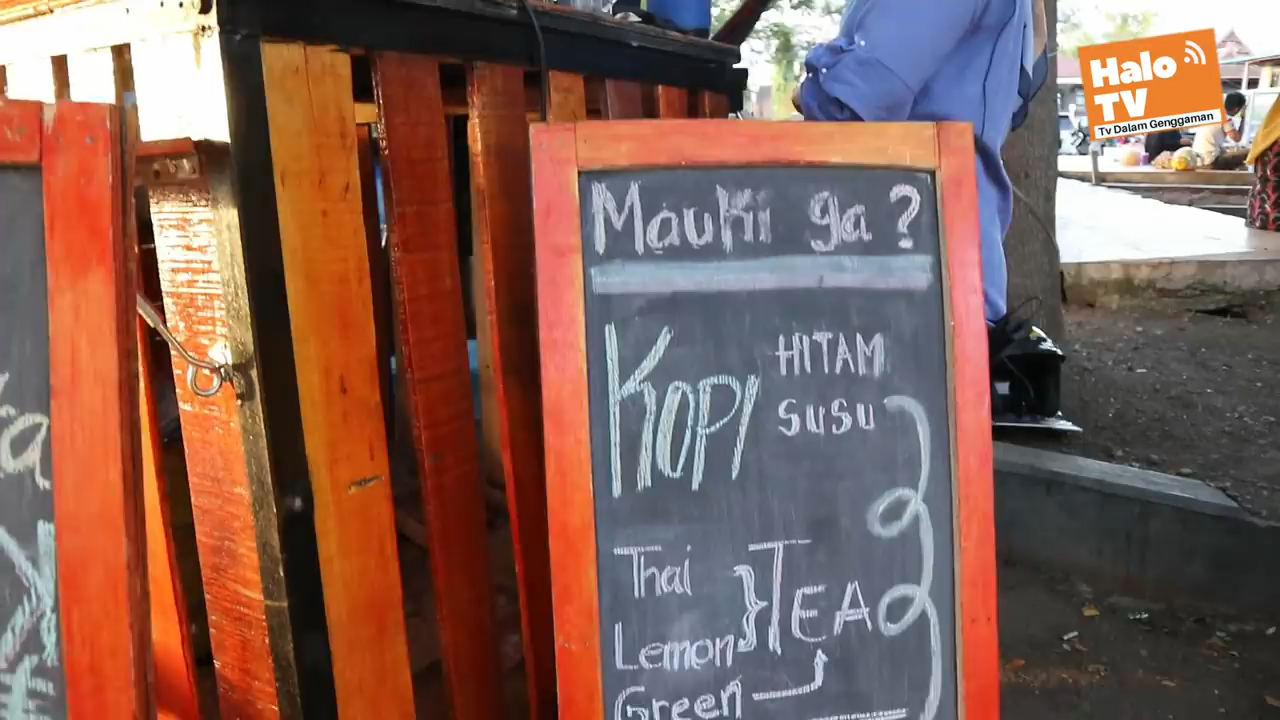 Halo
TV
Tv Dalam Genggaman
Mauki ga?
KOPI HITAM
SUSU
Thai
Lemon } TEA
Green